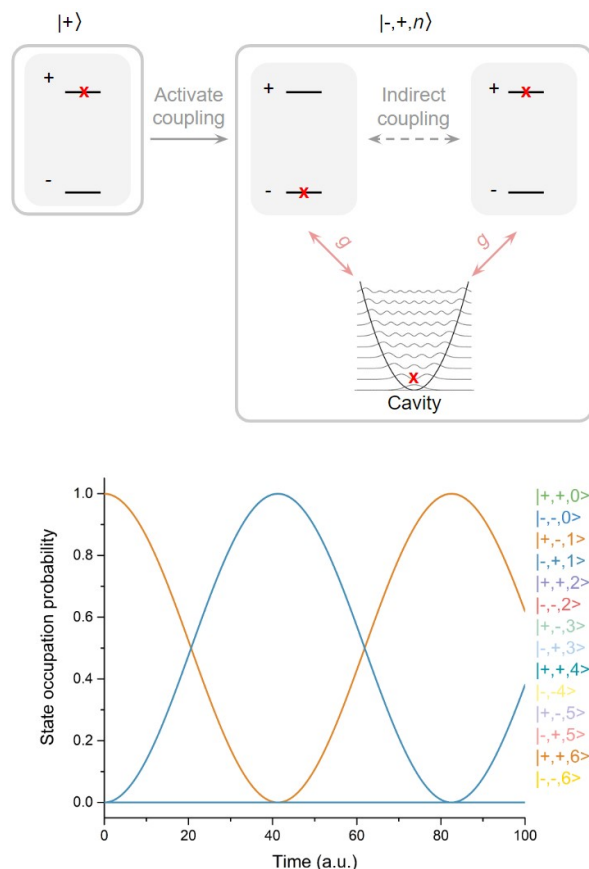 |+⟩
|-,+,n⟩
+
x
-
Activate
coupling
+
-
x
Indirect
coupling
+
x
-
g
g
x
Cavity
State occupation probability
1.0
0.8
0.6
0.4
0.2
0.0
0
20
40
60
80
100
Time (a.u.)
|+,+,0>
|-,-,0>
|+,-,1>
|-,+,1>
|+,+,2>
|-,-,2>
|+,-,3>
|-,+,3>
|+,+,4>
|-,-4>
|+,-,5>
|-,+,5>
|+,+,6>
|-,-,6>